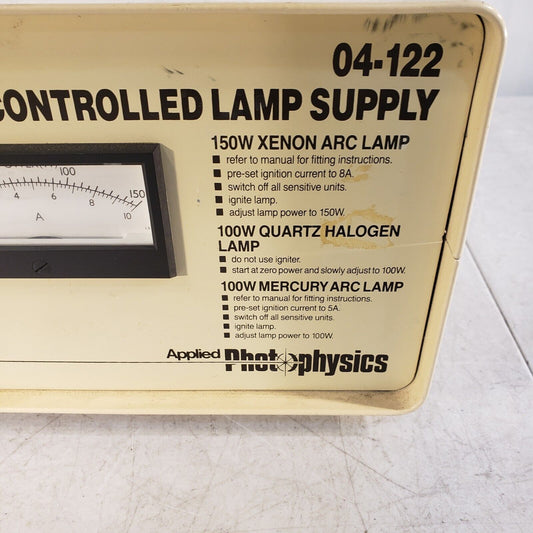 04-122
CONTROLLED LAMP SUPPLY
150W XENON ARC LAMP
■ refer to manual for fitting instructions.
■ pre-set ignition current to 8A.
■ switch off all sensitive units.
■ ignite lamp.
■ adjust lamp power to 150W.
100W QUARTZ HALOGEN
LAMP
■ do not use igniter.
■ start at zero power and slowly adjust to 100W.
100W MERCURY ARC LAMP
■ refer to manual for fitting instructions.
■ pre-set ignition current to 5A.
■ switch off all sensitive units.
■ ignite lamp.
■ adjust lamp power to 100W.
Applied Photophysics
100
150
4 6 8 10
A